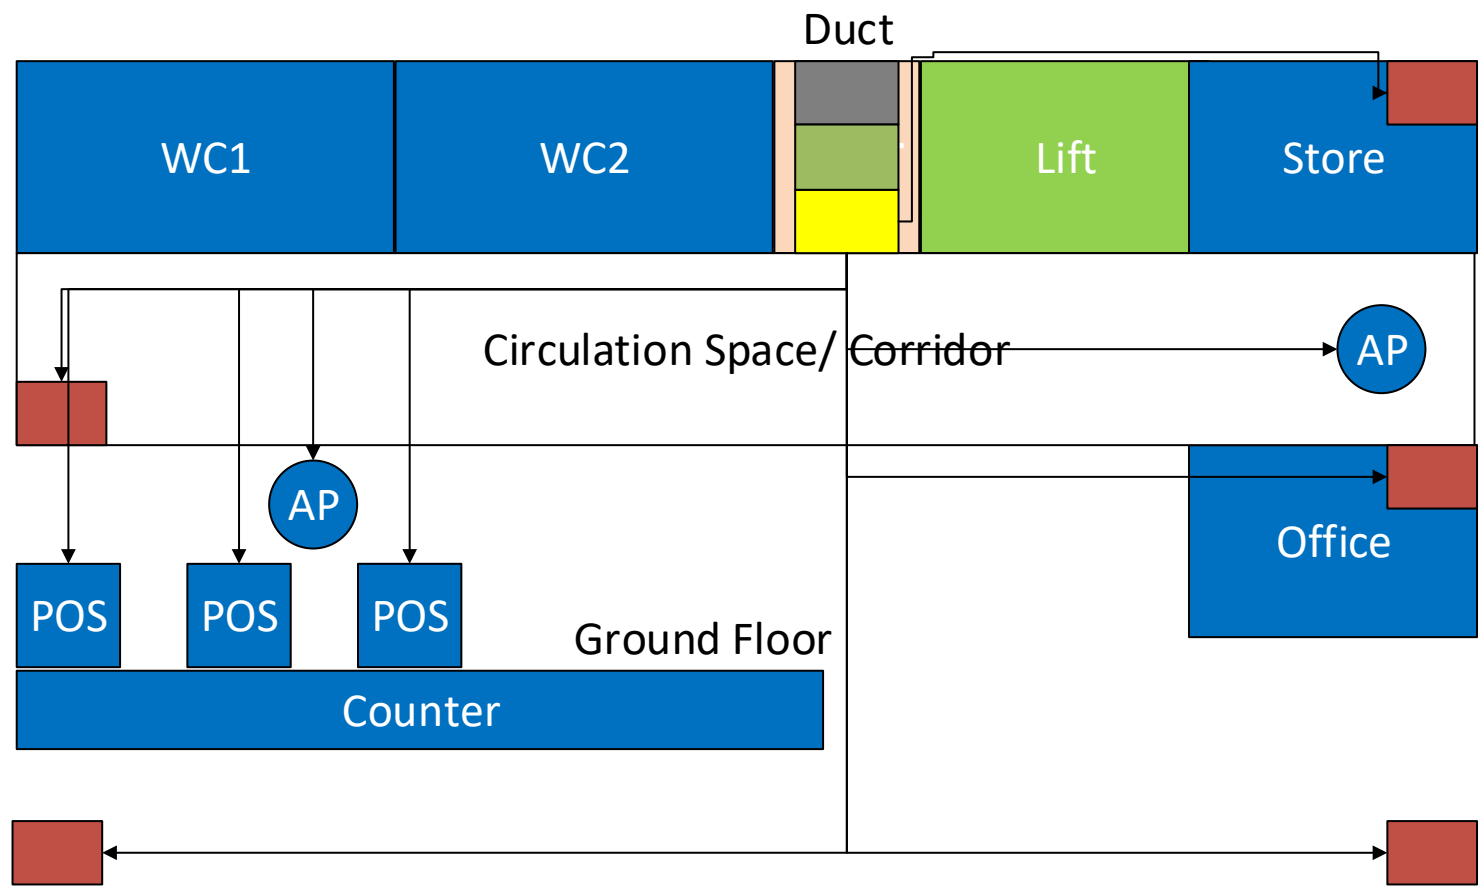 Duct
WC1
WC2
Lift
Store
Circulation Space/ Corridor
AP
AP
Office
POS
POS
POS
Ground Floor
Counter